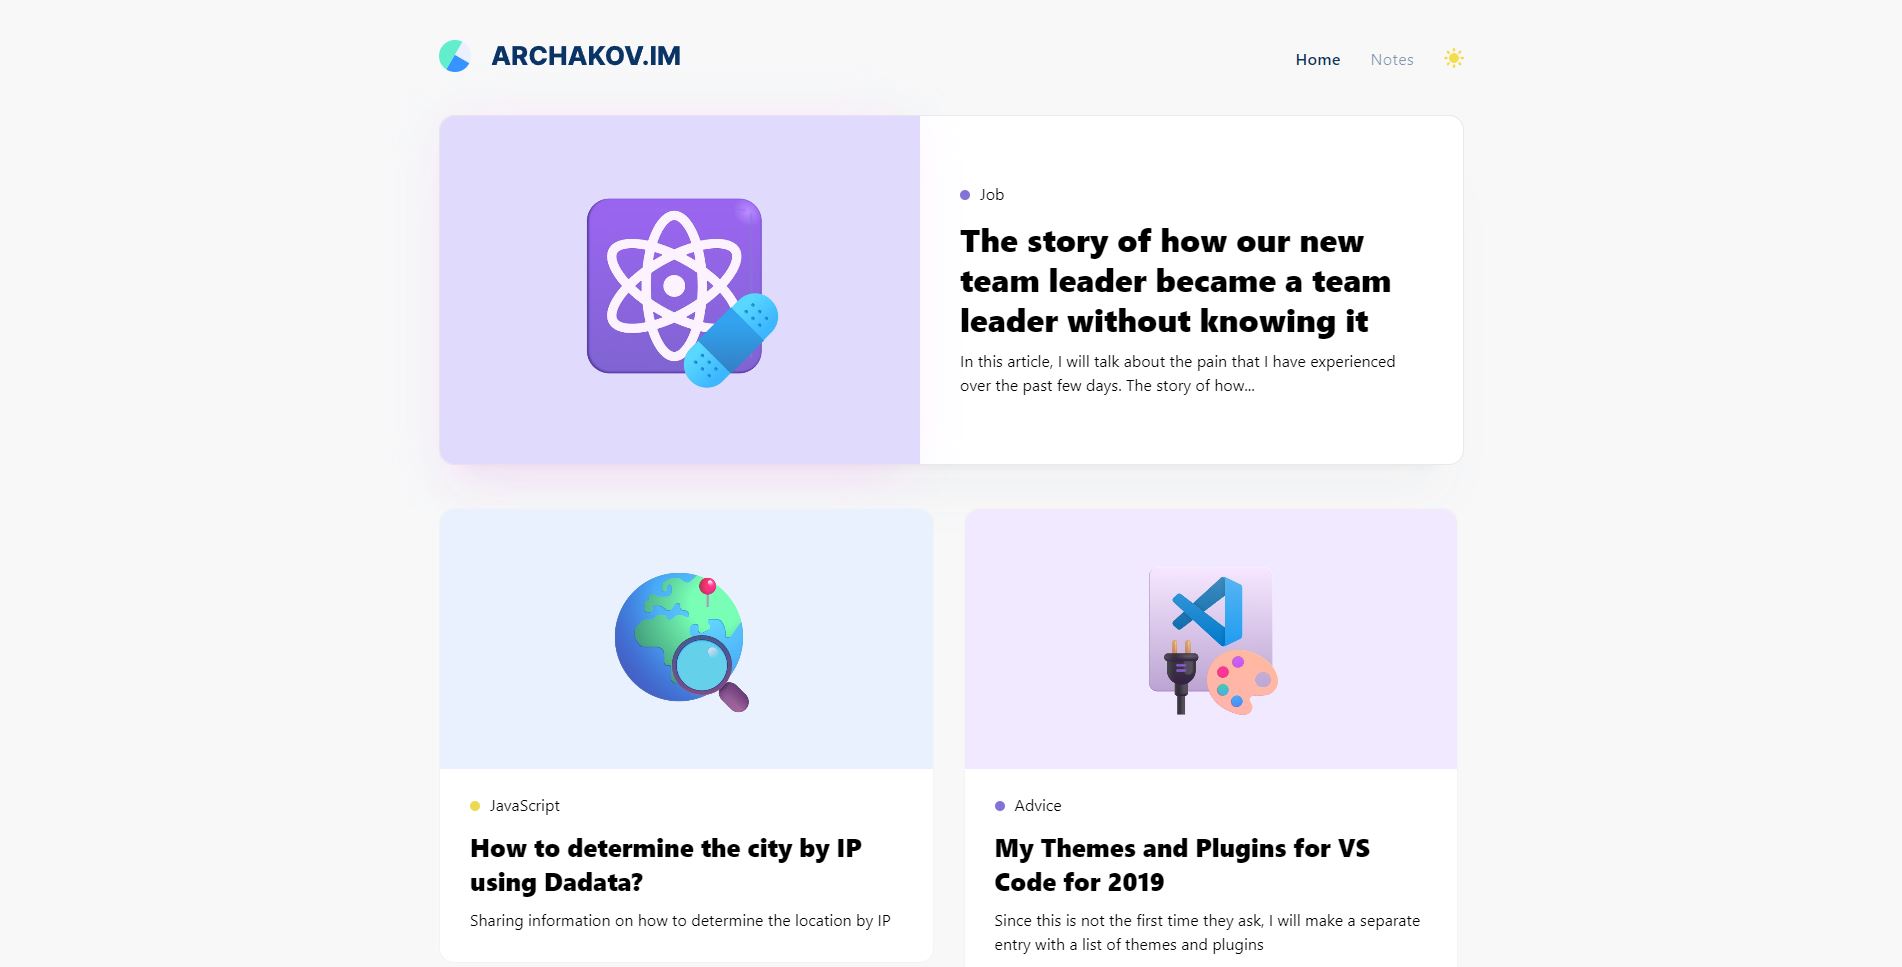 ARCHAKOV.IM
Home
Notes
Job
The story of how our new
team leader became a team
leader without knowing it
In this article, I will talk about the pain that I have experienced
over the past few days. The story of how...
JavaScript
How to determine the city by IP
using Dadata?
Sharing information on how to determine the location by IP
Advice
My Themes and Plugins for VS
Code for 2019
Since this is not the first time they ask, I will make a separate
entry with a list of themes and plugins